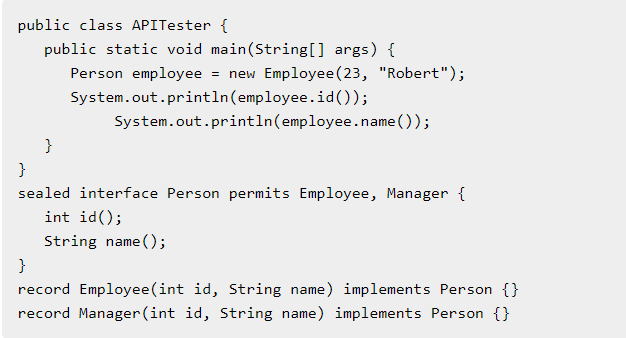 public class APITester {
   public static void main(String[] args) {
      Person employee = new Employee(23, "Robert");
      System.out.println(employee.id());
           System.out.println(employee.name());
   }
}
sealed interface Person permits Employee, Manager {
   int id();
   String name();
}
record Employee(int id, String name) implements Person {}
record Manager(int id, String name) implements Person {}